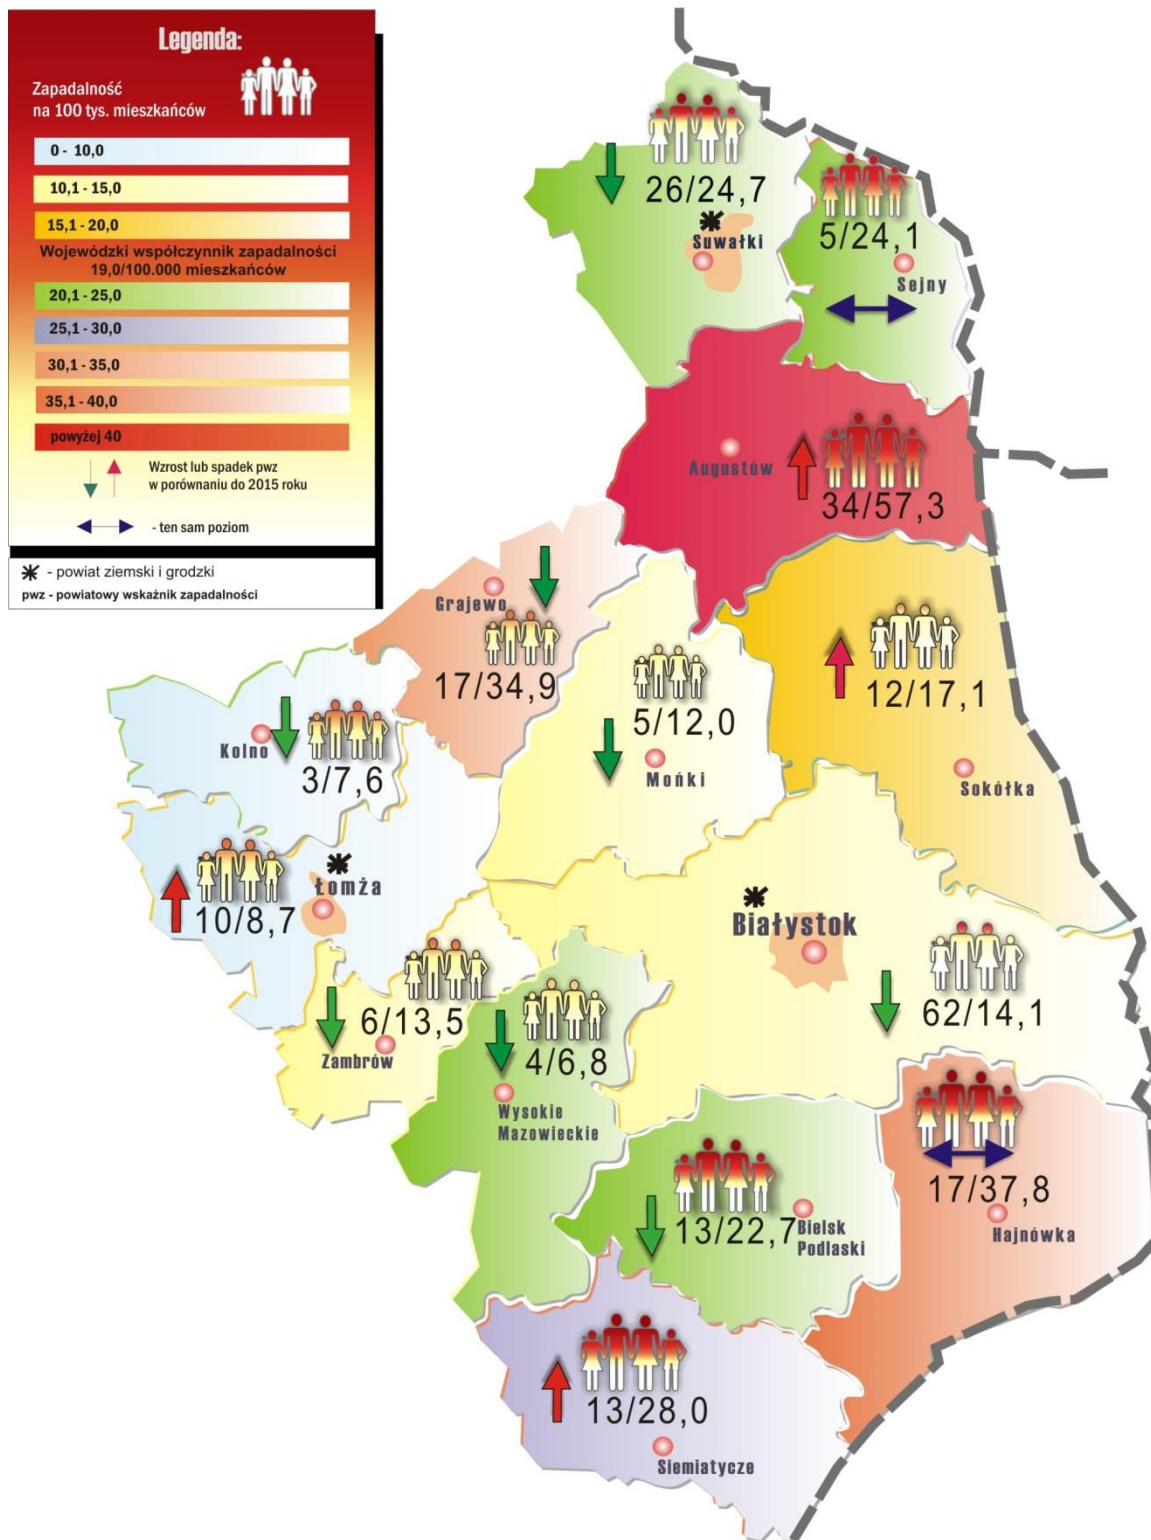 Legenda:
Zapadalność
na 100 tys. mieszkańców
0 - 10,0
10,1 - 15,0
15,1 - 20,0
Wojewódzki współczynnik zapadalności
19,0/100.000 mieszkańców
20,1 - 25,0
25,1 - 30,0
30,1 - 35,0
35,1 - 40,0
powyżej 40
Wzrost lub spadek pwz
w porównaniu do 2015 roku
- ten sam poziom
- powiat ziemski i grodzki
pwz - powiatowy wskaźnik zapadalności
26/24,7
Suwałki
5/24,1
Sejny
Augustów
34/57,3
Grajewo
17/34,9
12/17,1
Sokółka
5/12,0
Mońki
Kolno
3/7,6
Łomża
10/8,7
Białystok
62/14,1
6/13,5
Zambrów
4/6,8
Wysokie
Mazowieckie
13/22,7
Bielsk
Podlaski
17/37,8
Hajnówka
13/28,0
Siemiatycze